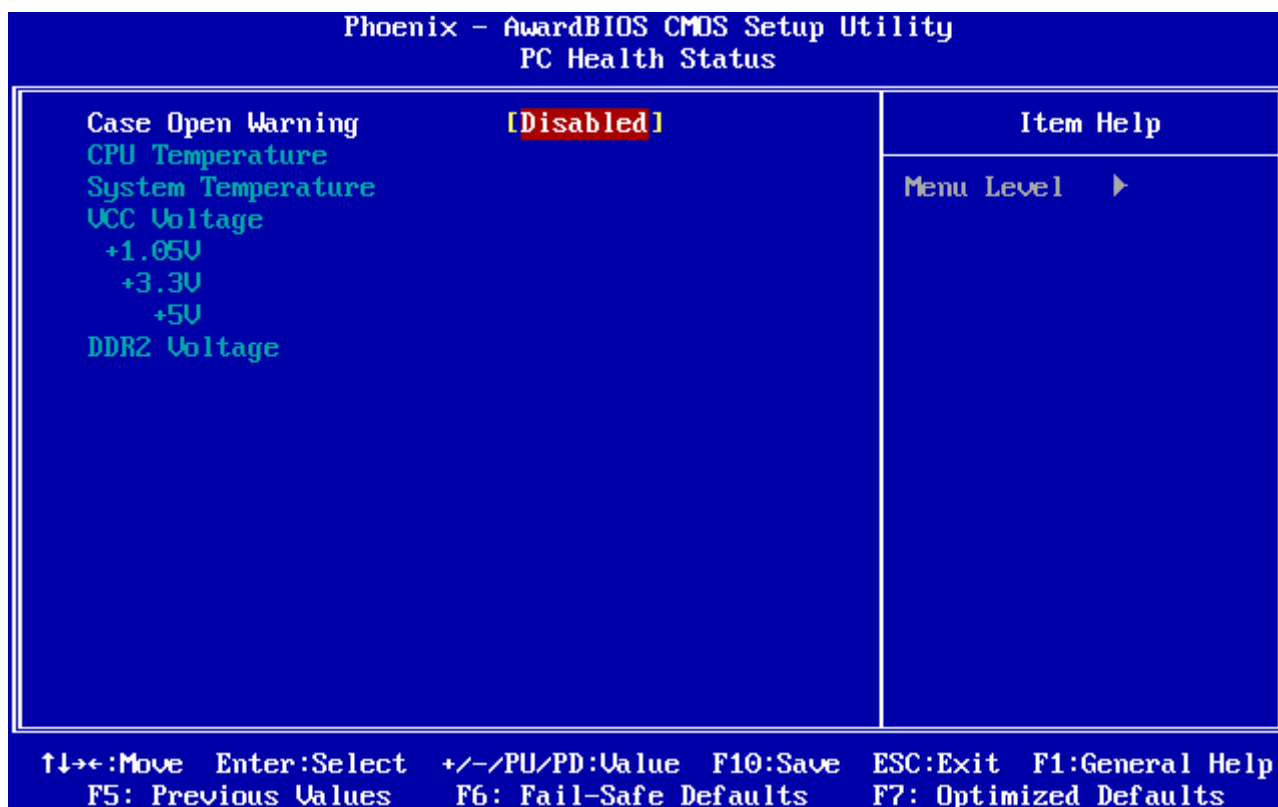 Phoenix - AwardBIOS CMOS Setup Utility
PC Health Status
Case Open Warning [Disabled]
CPU Temperature
System Temperature
VCC Voltage
+1.05V
+3.3V
+5V
DDR2 Voltage
Item Help
Menu Level ▶
↑↓→←:Move Enter:Select +/-/PU/PD:Value F10:Save ESC:Exit F1:General Help
F5: Previous Values F6: Fail-Safe Defaults F7: Optimized Defaults